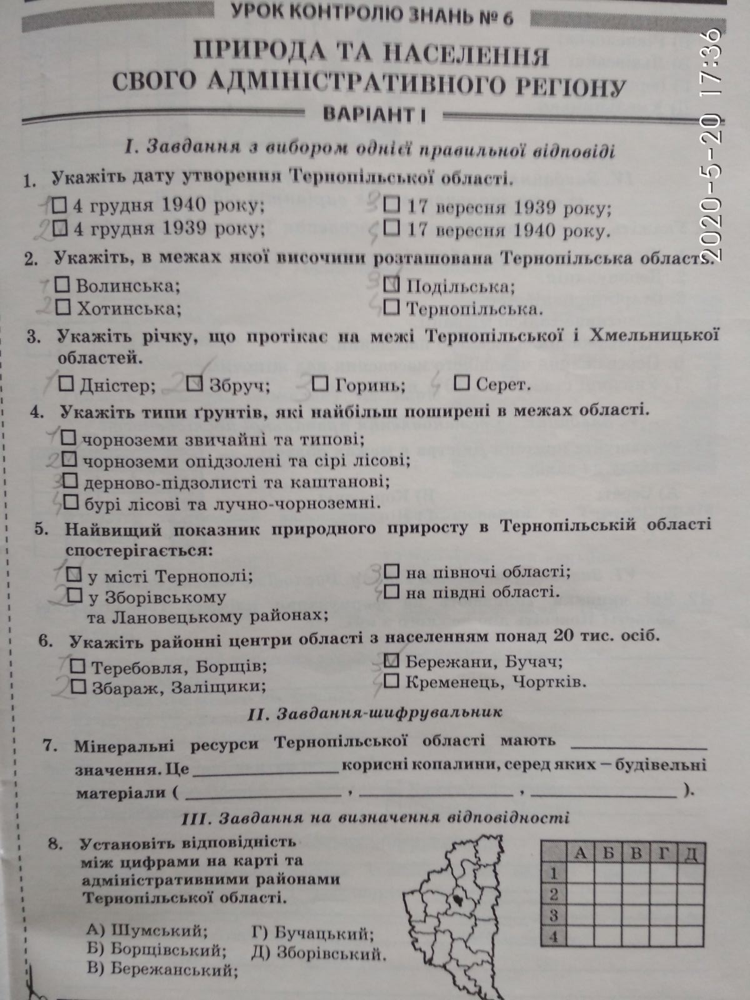 УРОК КОНТРОЛЮ ЗНАНЬ № 6
ПРИРОДА ТА НАСЕЛЕННЯ
СВОГО АДМІНІСТРАТИВНОГО РЕГІОНУ
ВАРІАНТ І
І. Завдання з вибором однієї правильної відповіді
1. Укажіть дату утворення Тернопільської області.
1 4 грудня 1940 року; 3 17 вересня 1939 року;
2 4 грудня 1939 року; 4 17 вересня 1940 року.
2. Укажіть, в межах якої височини розташована Тернопільська область.
1 Волинська; 3 Подільська;
2 Хотинська; 4 Тернопільська.
3. Укажіть річку, що протікає на межі Тернопільської і Хмельницької
областей.
1 Дністер; 2 Збруч; 3 Горинь; 4 Серет.
4. Укажіть типи ґрунтів, які найбільш поширені в межах області.
1 чорноземи звичайні та типові;
2 чорноземи опідзолені та сірі лісові;
3 дерново-підзолисті та каштанові;
4 бурі лісові та лучно-чорноземні.
5. Найвищий показник природного приросту в Тернопільській області
спостерігається:
1 у місті Тернополі; 3 на півночі області;
2 у Зборівському 4 на півдні області.
та Лановецькому районах;
6. Укажіть районні центри області з населенням понад 20 тис. осіб.
1 Теребовля, Борщів; 3 Бережани, Бучач;
2 Збараж, Заліщики; 4 Кременець, Чортків.
ІІ. Завдання-шифрувальник
7. Мінеральні ресурси Тернопільської області мають
значення. Це корисні копалини, серед яких – будівельні
матеріали ( , , ).
ІІІ. Завдання на визначення відповідності
8. Установіть відповідність
між цифрами на карті та
адміністративними районами
Тернопільської області.
А) Шумський; Г) Бучацький;
Б) Борщівський; Д) Зборівський.
В) Бережанський;
А Б В Г Д
1
2
3
4
2020-5-20 17:36